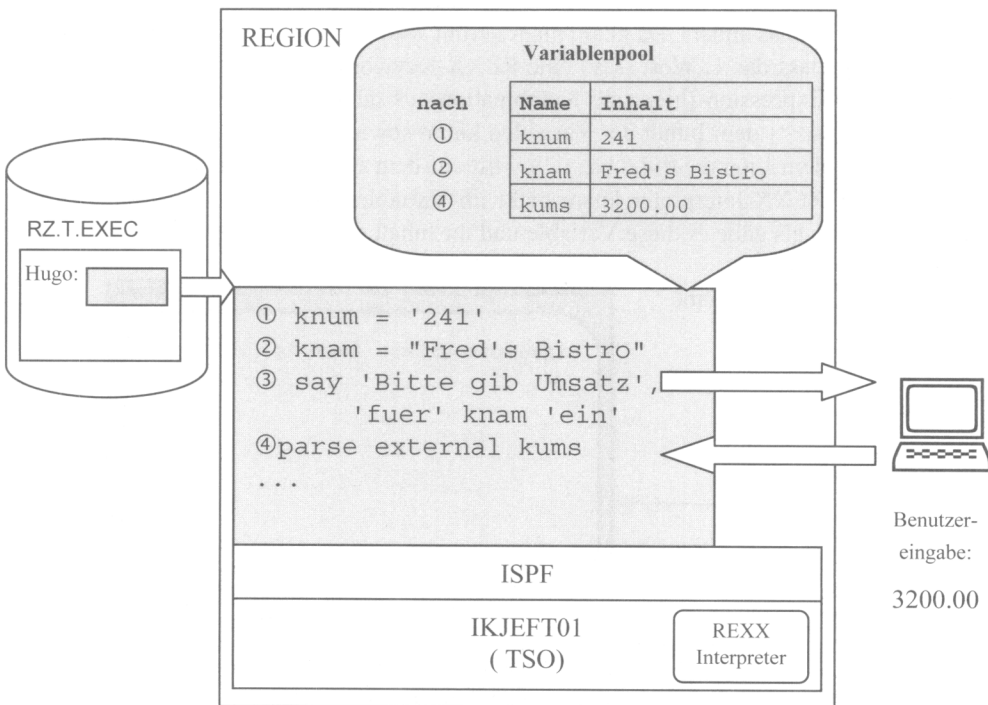 REGION
Variablenpool
nach Name Inhalt
① knum 241
② knam Fred's Bistro
④ kums 3200.00
RZ.T.EXEC
Hugo:
① knum = '241'
② knam = "Fred's Bistro"
③ say 'Bitte gib Umsatz',
'fuer' knam 'ein'
④parse external kums
...
Benutzer-
eingabe:
3200.00
ISPF
IKJEFT01
( TSO)
REXX
Interpreter